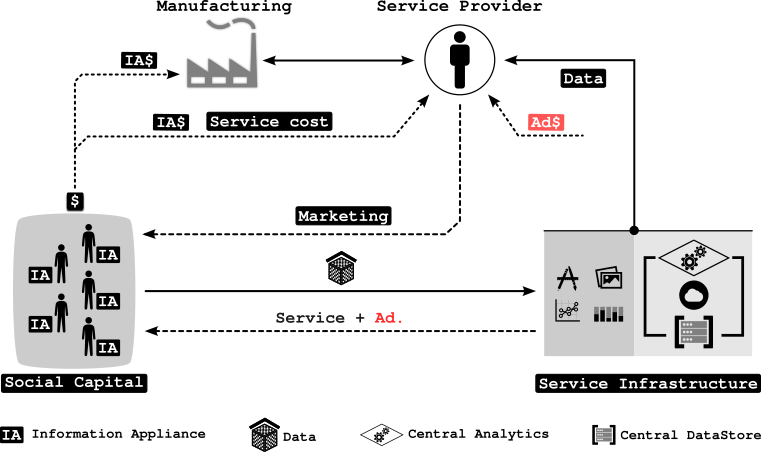 Manufacturing
Service Provider
IA$
Data
IA$ Service cost
Ad$
$
Marketing
IA
IA
IA
IA
IA
Service + Ad.
Social Capital
Service Infrastructure
IA Information Appliance
Data
Central Analytics
Central DataStore